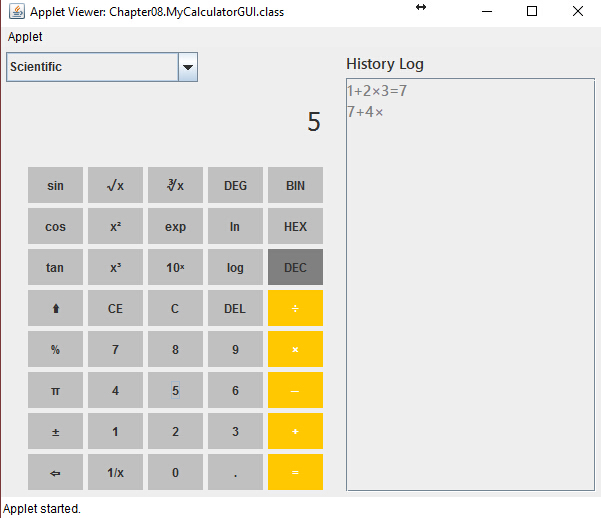 Applet Viewer: Chapter08.MyCalculatorGUI.class
Applet
Scientific
History Log
1+2×3=7
7+4×
5
sin √x ∛x DEG BIN
cos x² exp ln HEX
tan x³ 10ˣ log DEC
⬆ CE C DEL ÷
% 7 8 9 ×
π 4 5 6 −
± 1 2 3 +
⇦ 1/x 0 . =
Applet started.